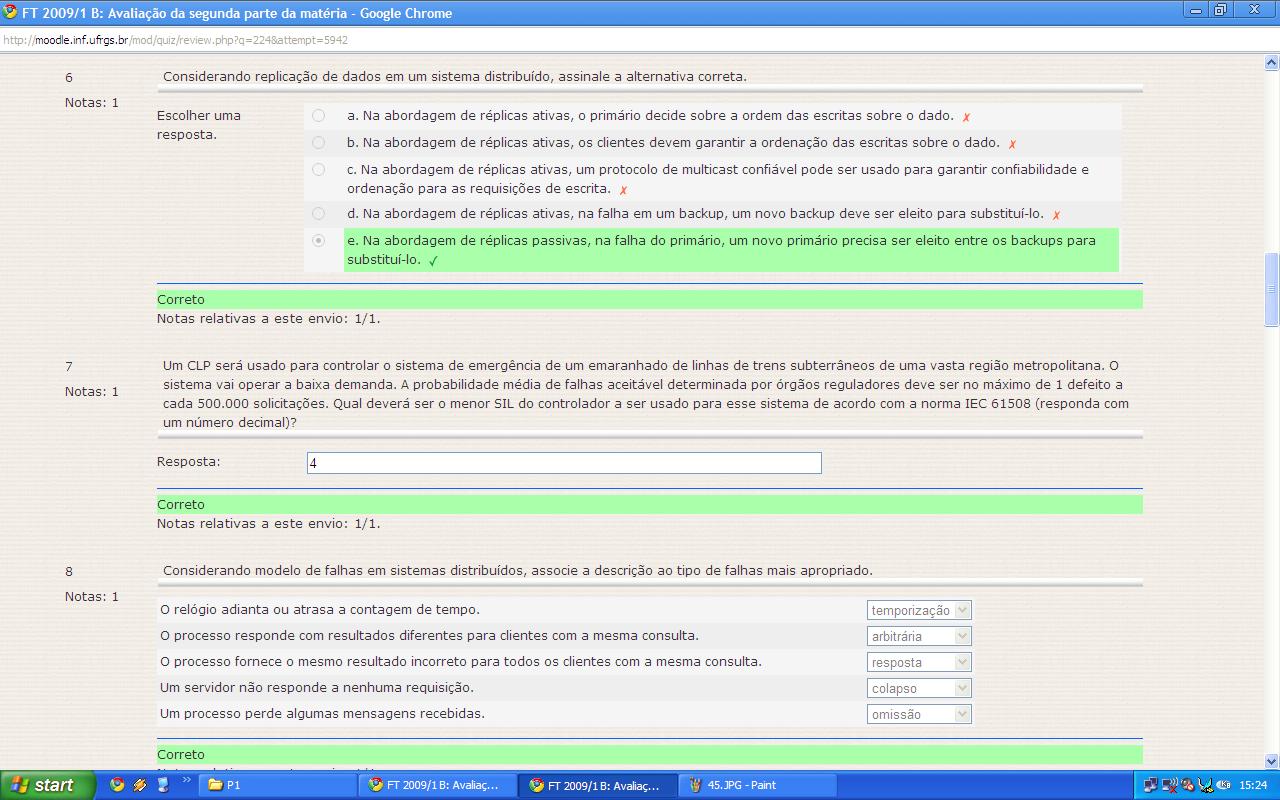 FT 2009/1 B: Avaliação da segunda parte da matéria - Google Chrome
http://moodle.inf.ufrgs.br/mod/quiz/review.php?q=224&attempt=5942
6
Considerando replicação de dados em um sistema distribuído, assinale a alternativa correta.
Notas: 1
Escolher uma
resposta.
a. Na abordagem de réplicas ativas, o primário decide sobre a ordem das escritas sobre o dado. ✗
b. Na abordagem de réplicas ativas, os clientes devem garantir a ordenação das escritas sobre o dado. ✗
c. Na abordagem de réplicas ativas, um protocolo de multicast confiável pode ser usado para garantir confiabilidade e
ordenação para as requisições de escrita. ✗
d. Na abordagem de réplicas ativas, na falha em um backup, um novo backup deve ser eleito para substituí-lo. ✗
e. Na abordagem de réplicas passivas, na falha do primário, um novo primário precisa ser eleito entre os backups para
substituí-lo. ✓
Correto
Notas relativas a este envio: 1/1.
7
Um CLP será usado para controlar o sistema de emergência de um emaranhado de linhas de trens subterrâneos de uma vasta região metropolitana. O
sistema vai operar a baixa demanda. A probabilidade média de falhas aceitável determinada por órgãos reguladores deve ser no máximo de 1 defeito a
cada 500.000 solicitações. Qual deverá ser o menor SIL do controlador a ser usado para esse sistema de acordo com a norma IEC 61508 (responda com
um número decimal)?
Notas: 1
Resposta:
4
Correto
Notas relativas a este envio: 1/1.
8
Considerando modelo de falhas em sistemas distribuídos, associe a descrição ao tipo de falhas mais apropriado.
Notas: 1
O relógio adianta ou atrasa a contagem de tempo. temporização
O processo responde com resultados diferentes para clientes com a mesma consulta. arbitrária
O processo fornece o mesmo resultado incorreto para todos os clientes com a mesma consulta. resposta
Um servidor não responde a nenhuma requisição. colapso
Um processo perde algumas mensagens recebidas. omissão
Correto
start
P1
FT 2009/1 B: Avaliaç...
FT 2009/1 B: Avaliaç...
45.JPG - Paint
15:24